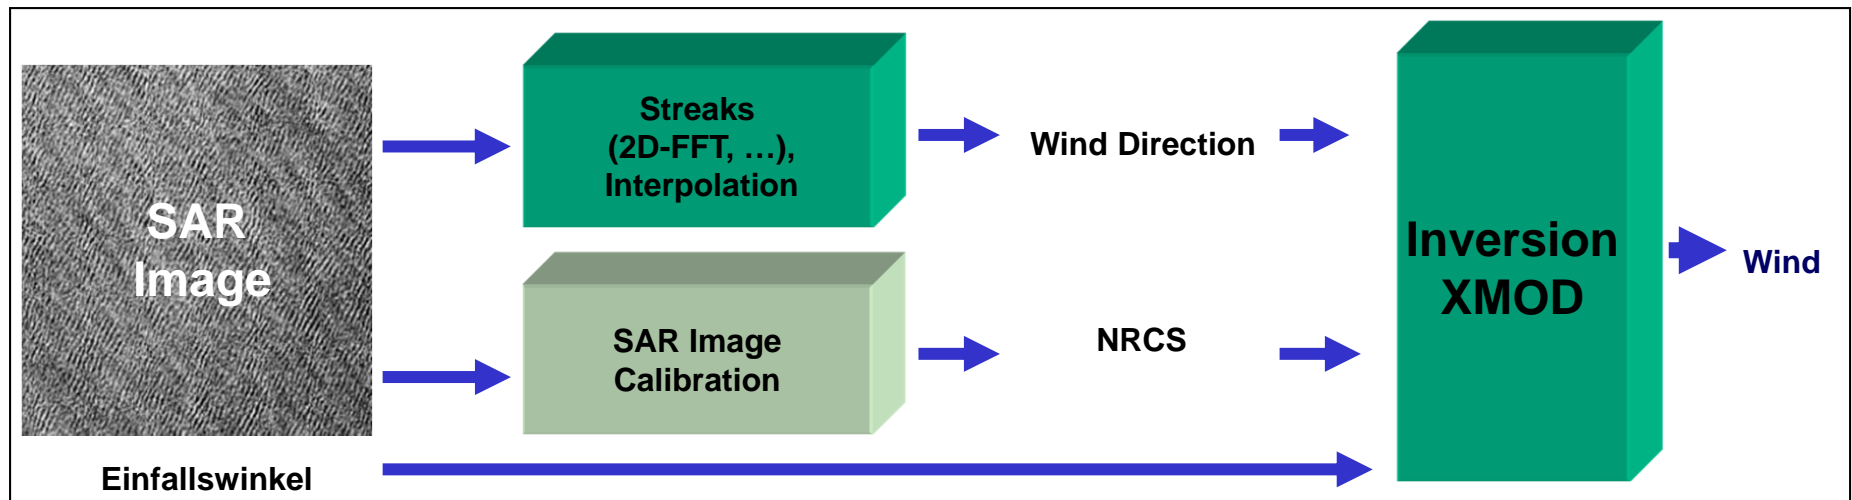 SAR
Image
Einfallswinkel
Streaks
(2D-FFT, …),
Interpolation
SAR Image
Calibration
Wind Direction
NRCS
Inversion
XMOD
Wind